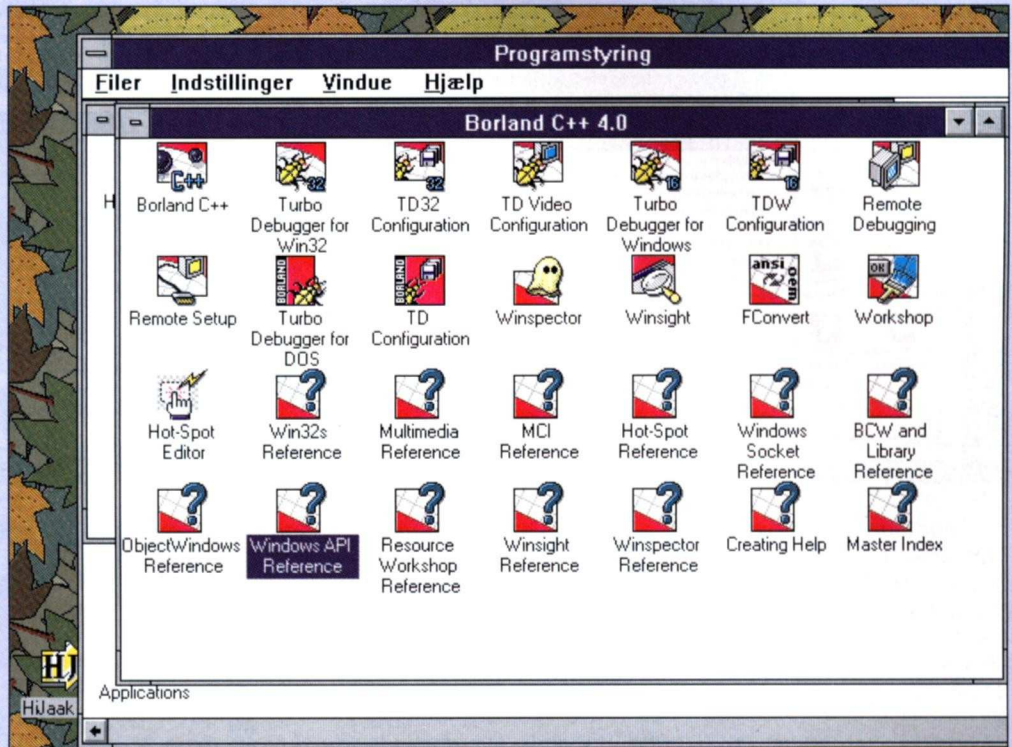 Programstyring
Filer Indstillinger Vindue Hjælp
Borland C++ 4.0
C++
32
32
16
16
H
Borland C++
Turbo
Debugger for
Win32
TD32
Configuration
TD Video
Configuration
Turbo
Debugger for
Windows
TDW
Configuration
Remote
Debugging
BORLAND
BORLAND
ansi
oem
OK
Remote Setup
Turbo
Debugger for
DOS
TD
Configuration
Winspector
Winsight
FConvert
Workshop
Hot-Spot
Editor
Win32s
Reference
Multimedia
Reference
MCI
Reference
Hot-Spot
Reference
Windows
Socket
Reference
BCW and
Library
Reference
ObjectWindows
Reference
Windows API
Reference
Resource
Workshop
Reference
Winsight
Reference
Winspector
Reference
Creating Help
Master Index
HJ
HiJaak
Applications